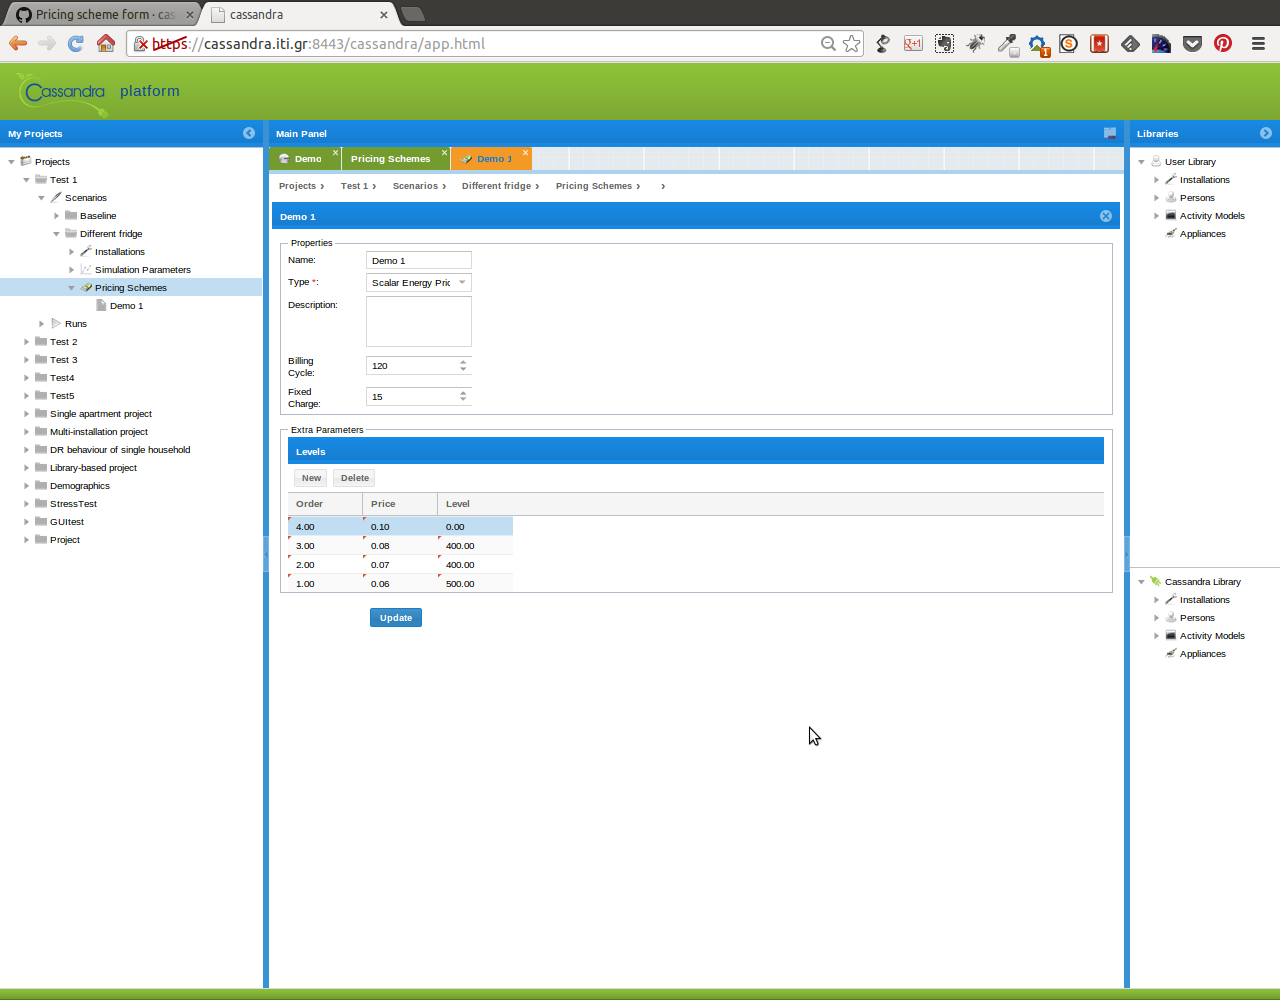 Pricing scheme form · cas
cassandra
https://cassandra.iti.gr:8443/cassandra/app.html
Cassandra platform
My Projects
Projects
Test 1
Scenarios
Baseline
Different fridge
Installations
Simulation Parameters
Pricing Schemes
Demo 1
Runs
Test 2
Test 3
Test4
Test5
Single apartment project
Multi-installation project
DR behaviour of single household
Library-based project
Demographics
StressTest
GUItest
Project
Main Panel
Demo
Pricing Schemes
Demo 1
Projects › Test 1 › Scenarios › Different fridge › Pricing Schemes › ›
Demo 1
Properties
Name: Demo 1
Type *: Scalar Energy Pric
Description:
Billing
Cycle: 120
Fixed
Charge: 15
Extra Parameters
Levels
New Delete
Order Price Level
4.00 0.10 0.00
3.00 0.08 400.00
2.00 0.07 400.00
1.00 0.06 500.00
Update
Libraries
User Library
Installations
Persons
Activity Models
Appliances
Cassandra Library
Installations
Persons
Activity Models
Appliances